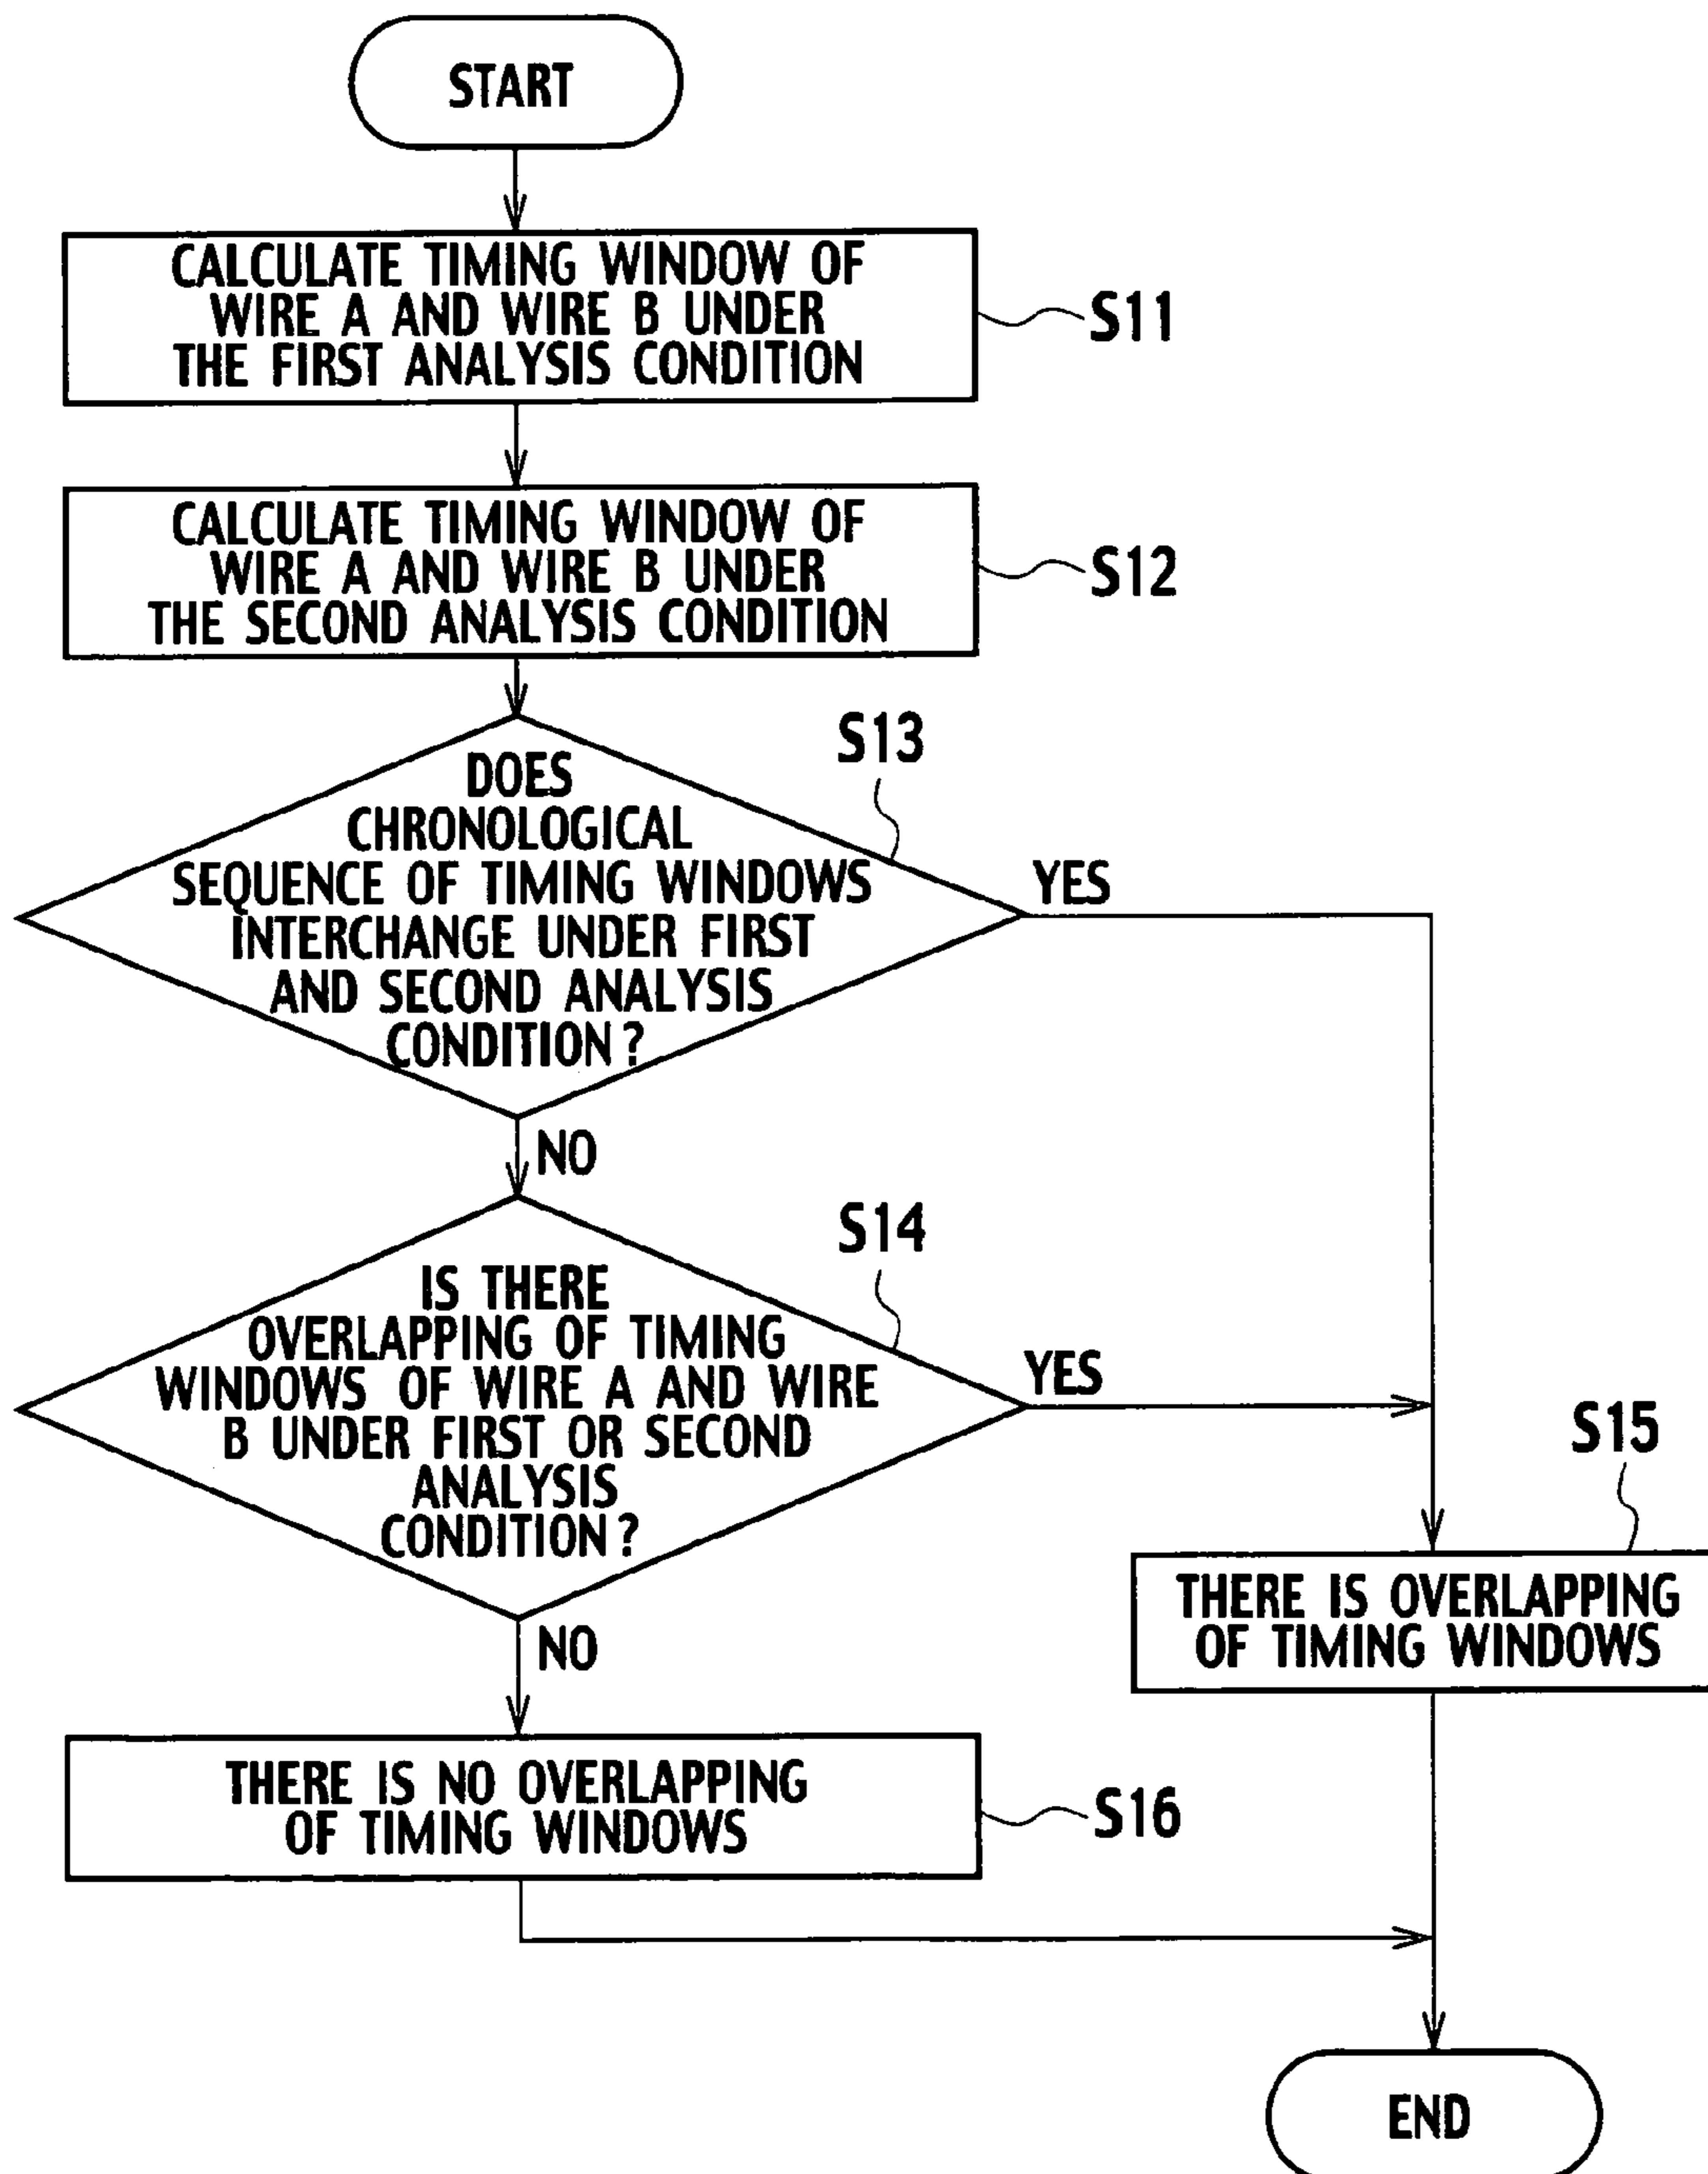 START
CALCULATE TIMING WINDOW OF
WIRE A AND WIRE B UNDER
THE FIRST ANALYSIS CONDITION
S11
CALCULATE TIMING WINDOW OF
WIRE A AND WIRE B UNDER
THE SECOND ANALYSIS CONDITION
S12
S13
DOES
CHRONOLOGICAL
SEQUENCE OF TIMING WINDOWS
INTERCHANGE UNDER FIRST
AND SECOND ANALYSIS
CONDITION?
YES
NO
S14
IS THERE
OVERLAPPING OF TIMING
WINDOWS OF WIRE A AND WIRE
B UNDER FIRST OR SECOND
ANALYSIS
CONDITION?
YES
NO
S15
THERE IS OVERLAPPING
OF TIMING WINDOWS
THERE IS NO OVERLAPPING
OF TIMING WINDOWS
S16
END